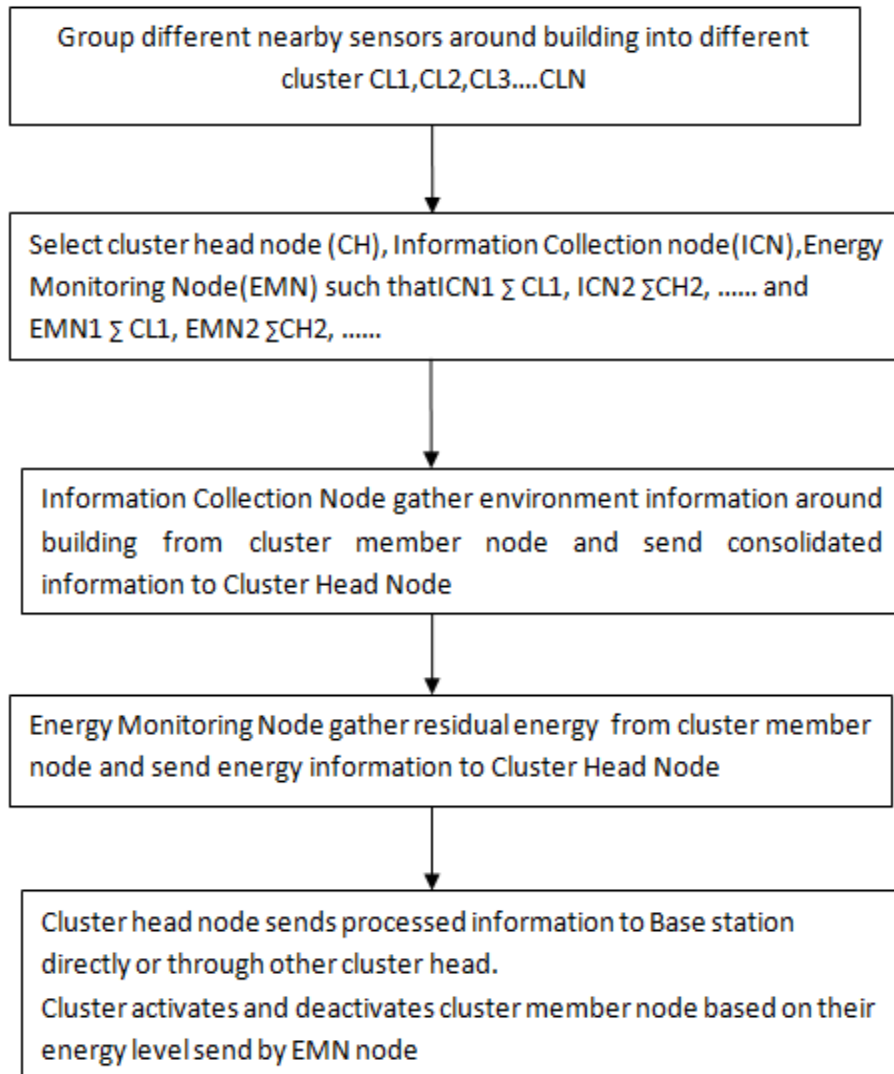 Group different nearby sensors around building into different
cluster CL1,CL2,CL3....CLN
Select cluster head node (CH), Information Collection node(ICN),Energy
Monitoring Node(EMN) such thatICN1 ∑ CL1, ICN2 ∑CH2, ...... and
EMN1 ∑ CL1, EMN2 ∑CH2, ......
Information Collection Node gather environment information around
building from cluster member node and send consolidated
information to Cluster Head Node
Energy Monitoring Node gather residual energy from cluster member
node and send energy information to Cluster Head Node
Cluster head node sends processed information to Base station
directly or through other cluster head.
Cluster activates and deactivates cluster member node based on their
energy level send by EMN node